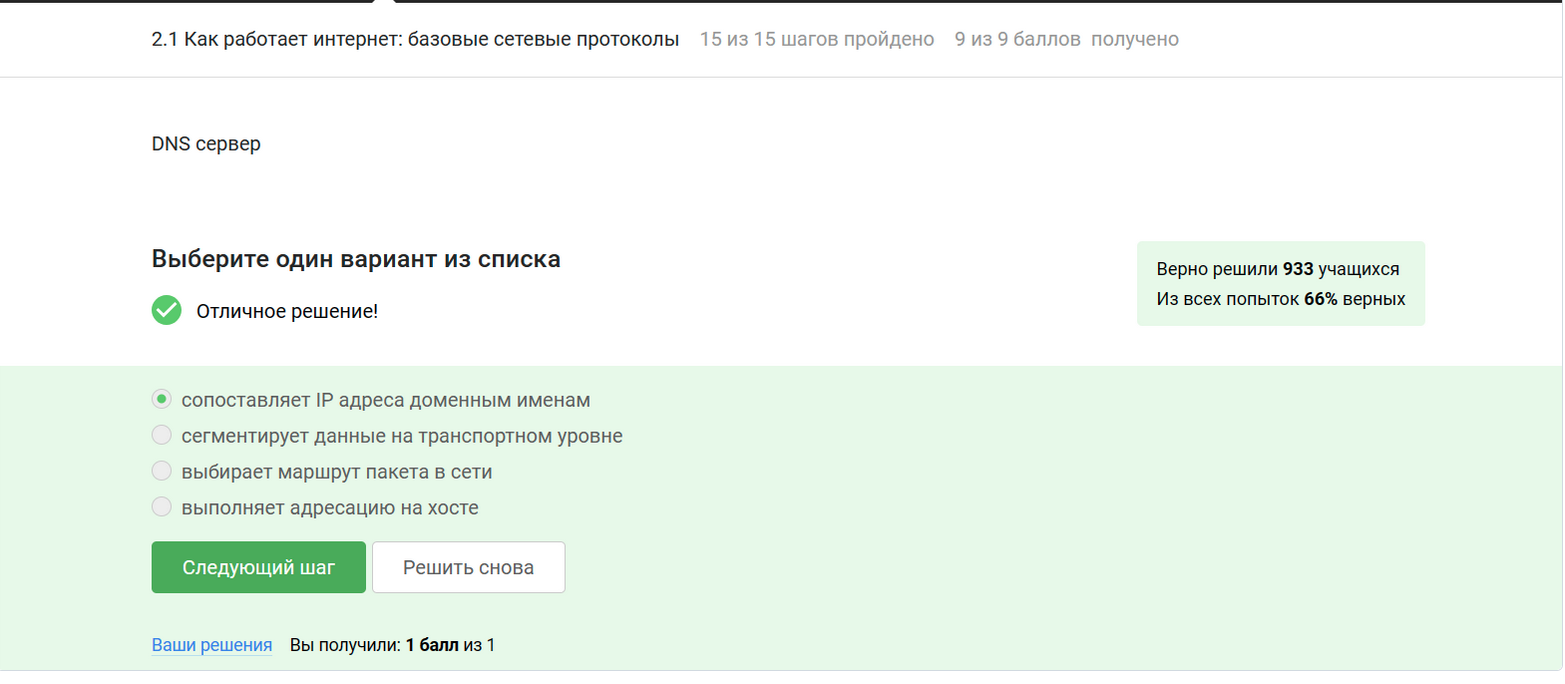 2.1 Как работает интернет: базовые сетевые протоколы 15 из 15 шагов пройдено 9 из 9 баллов получено
DNS сервер
Выберите один вариант из списка
Отличное решение!
Верно решили 933 учащихся
Из всех попыток 66% верных
сопоставляет IP адреса доменным именам
сегментирует данные на транспортном уровне
выбирает маршрут пакета в сети
выполняет адресацию на хосте
Следующий шаг Решить снова
Ваши решения Вы получили: 1 балл из 1